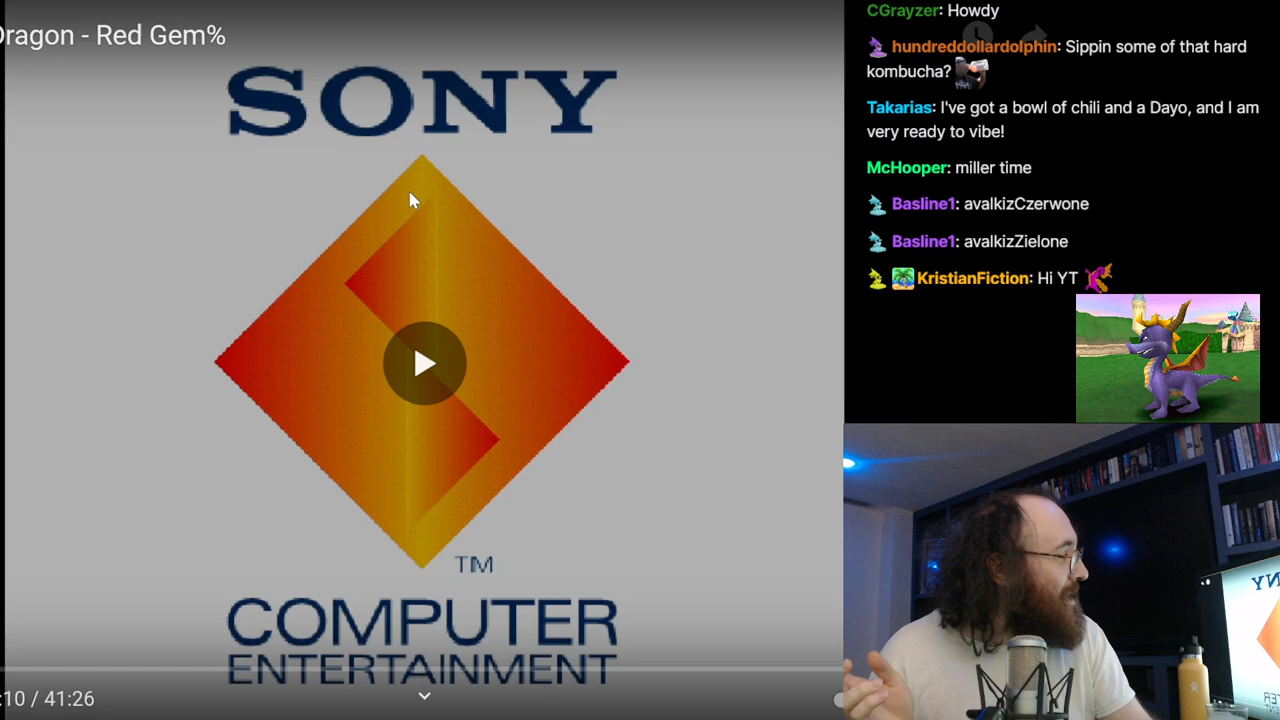 Dragon - Red Gem%
SONY
TM
COMPUTER
ENTERTAINMENT
:10 / 41:26
CGrayzer: Howdy
hundreddollardolphin: Sippin some of that hard
kombucha?
Takarias: I've got a bowl of chili and a Dayo, and I am
very ready to vibe!
McHooper: miller time
Basline1: avalkizCzerwone
Basline1: avalkizZielone
KristianFiction: Hi YT